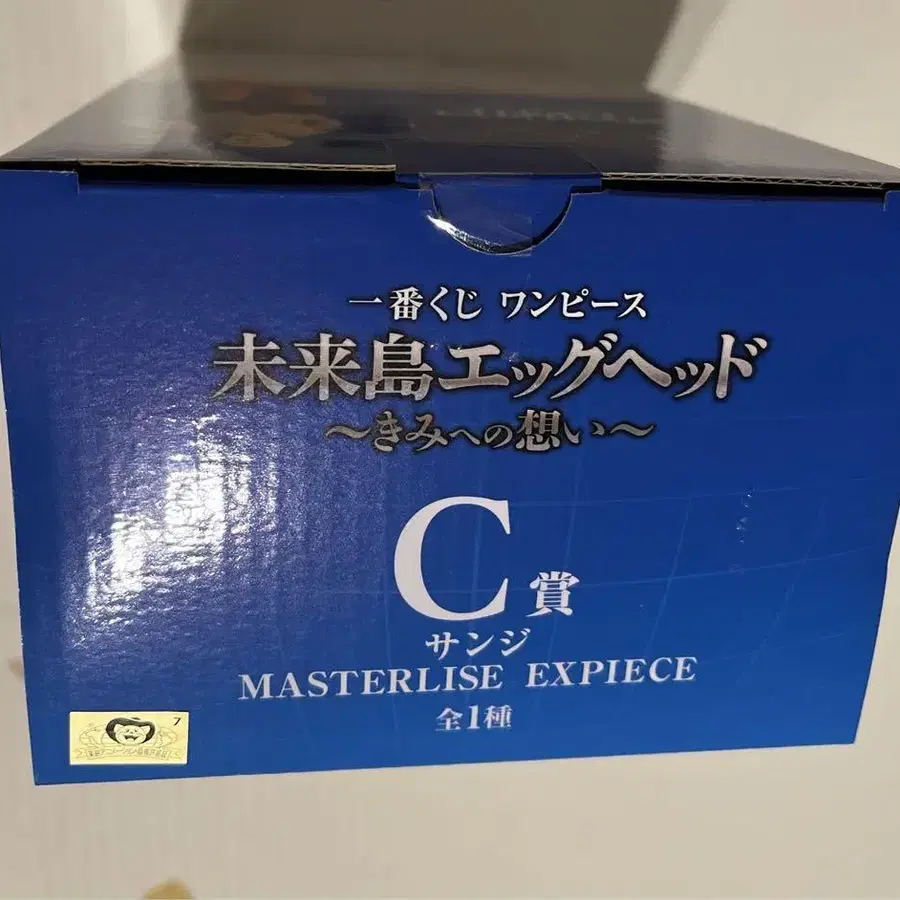 一番くじ ワンピース
未来島エッグヘッド
～きみへの想い～
C賞
サンジ
MASTERLISE EXPIECE
全1種
7